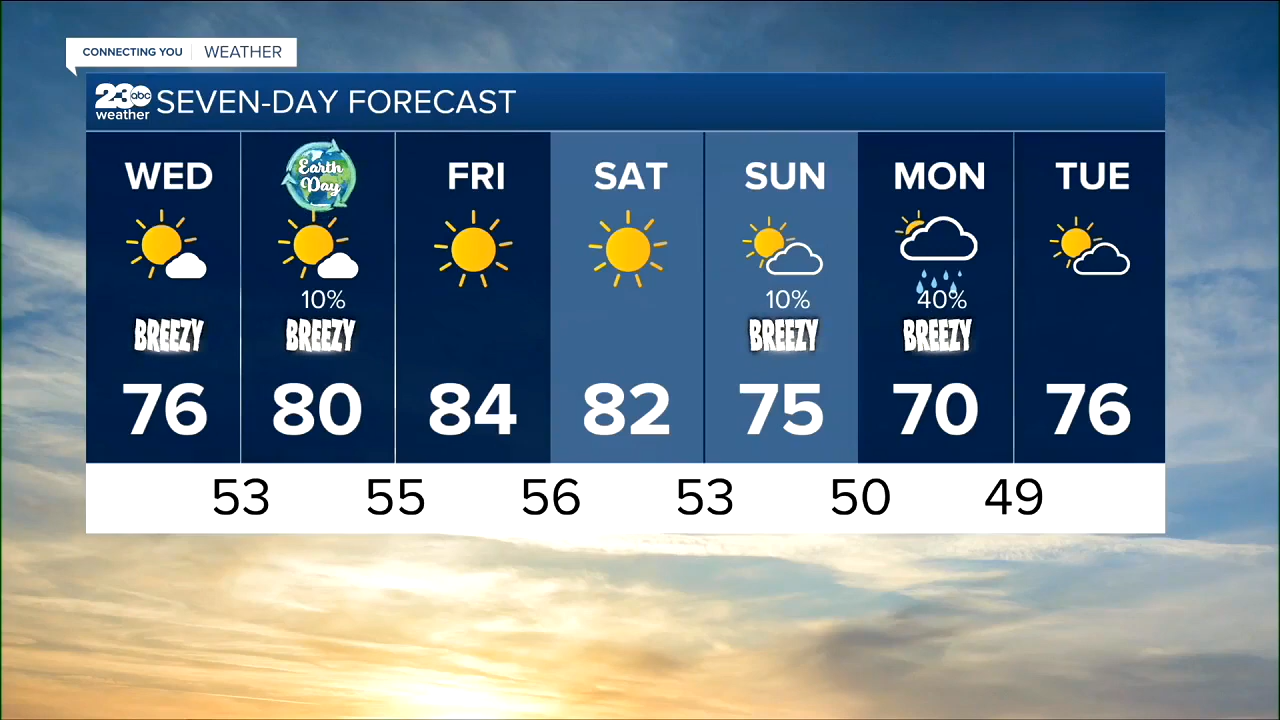 CONNECTING YOU WEATHER
23 abc
weather
SEVEN-DAY FORECAST
WED Earth Day FRI SAT SUN MON TUE
10% 10% 40%
BREEZY BREEZY BREEZY BREEZY
76 80 84 82 75 70 76
53 55 56 53 50 49